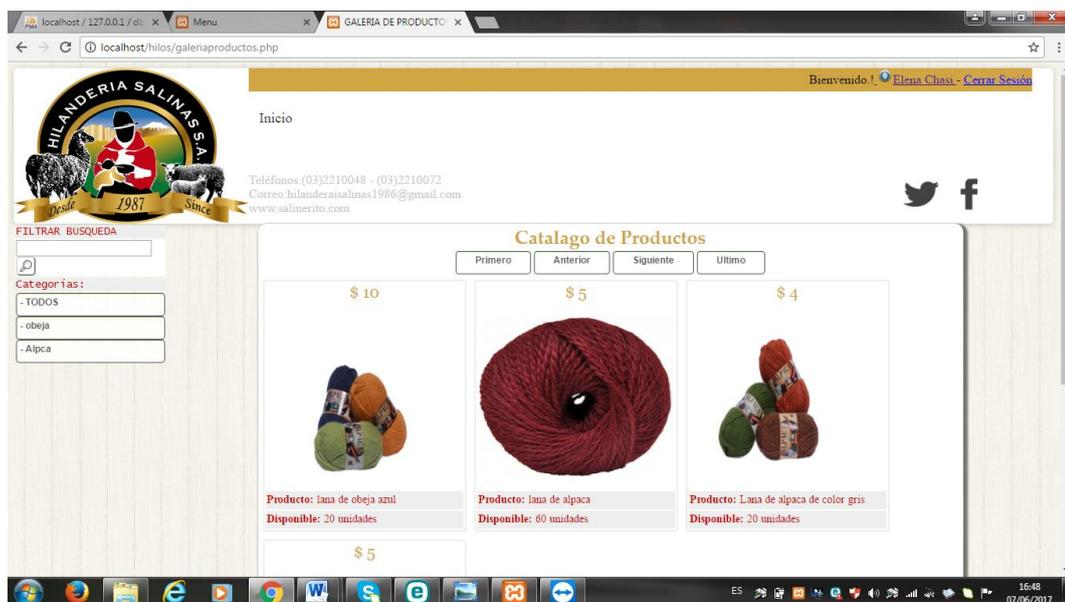 localhost / 127.0.0.1 / db
Menu
GALERIA DE PRODUCTO
localhost/hilos/galeriaproductos.php
Bienvenido.! Elena Chasi - Cerrar Sesión
HILANDERIA SALINAS S.A.
Desde 1987 Since
Inicio
Teléfonos:(03)2210048 - (03)2210072
Correo:hilanderaisalinas1986@gmail.com
www.salinerito.com
FILTRAR BUSQUEDA
Categorías:
- TODOS
- obeja
- Alpca
Catalago de Productos
Primero Anterior Siguiente Ultimo
$ 10 $ 5 $ 4
Producto: lana de obeja azul
Disponible: 20 unidades
Producto: lana de alpaca
Disponible: 60 unidades
Producto: Lana de alpaca de color gris
Disponible: 20 unidades
$ 5
ES
16:48
07/06/2017